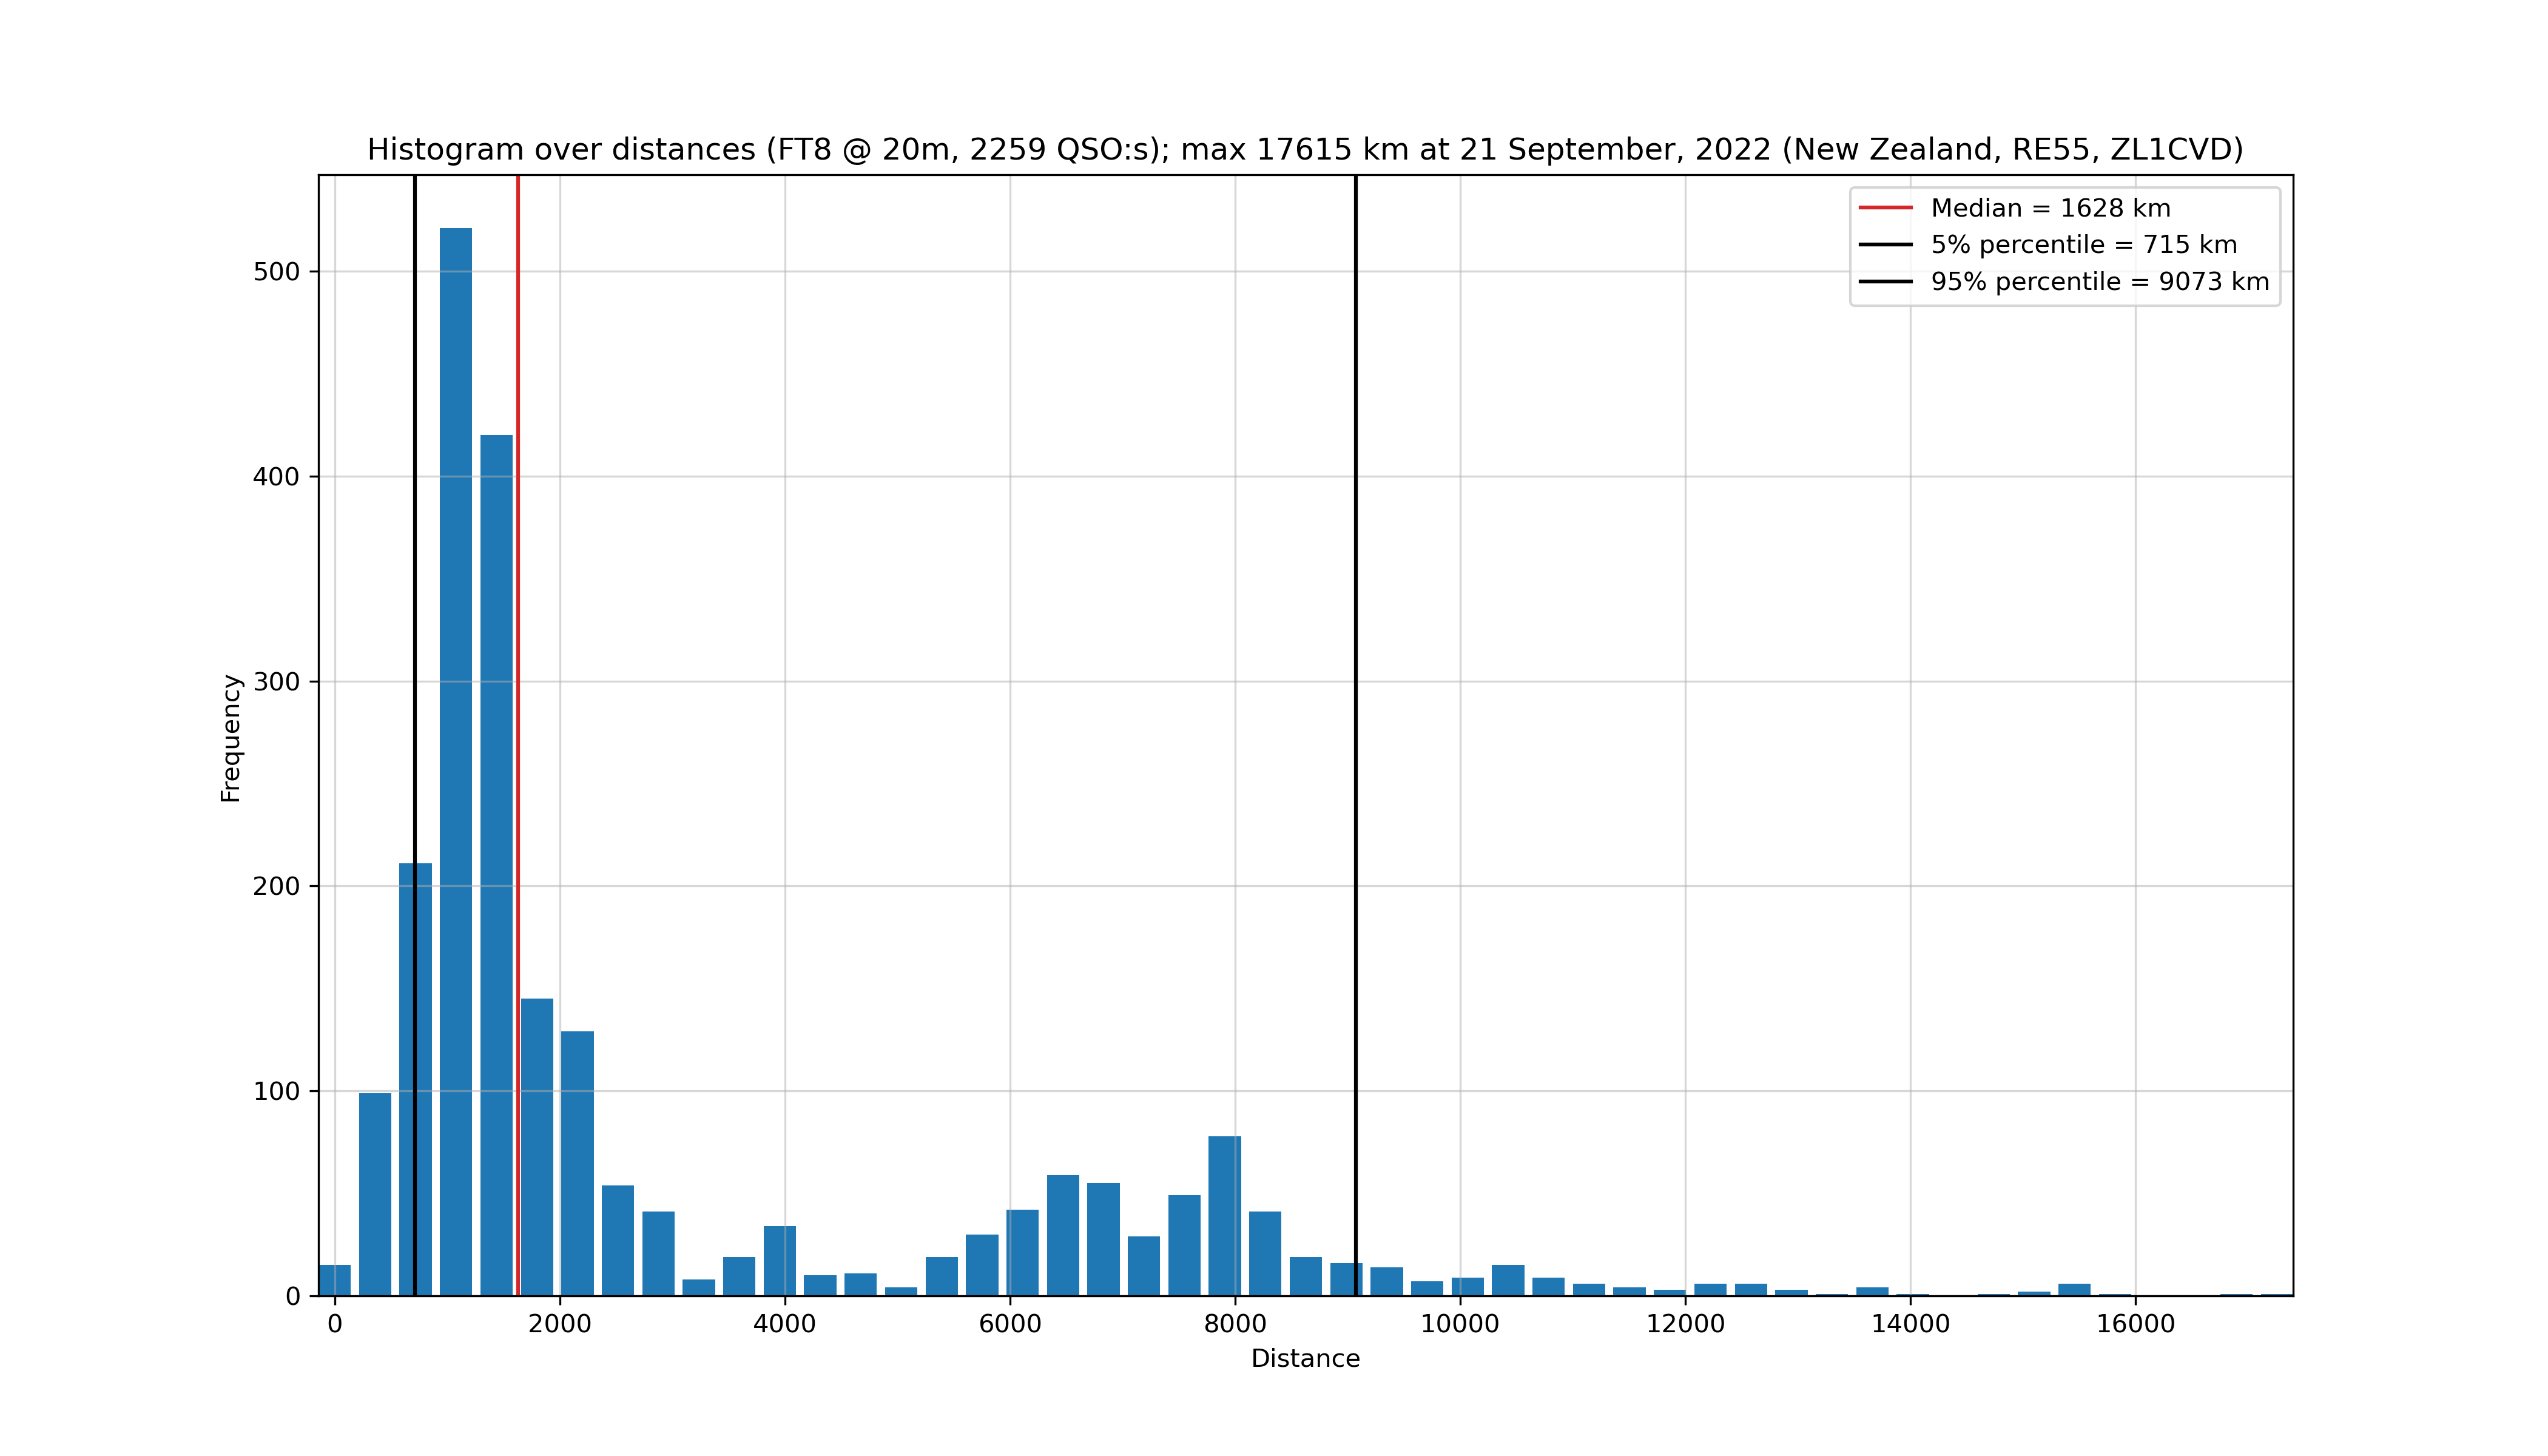 Histogram over distances (FT8 @ 20m, 2259 QSO:s); max 17615 km at 21 September, 2022 (New Zealand, RE55, ZL1CVD)
Median = 1628 km
5% percentile = 715 km
95% percentile = 9073 km
500
400
300
200
100
0
Frequency
0 2000 4000 6000 8000 10000 12000 14000 16000
Distance